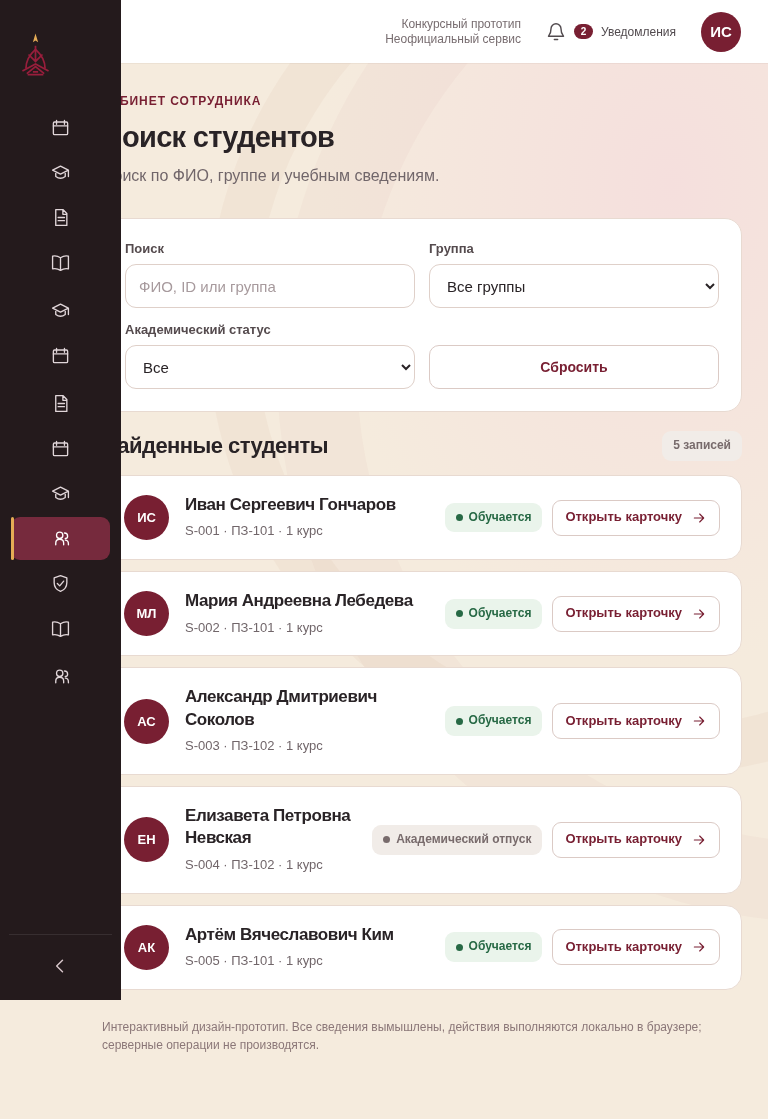 Конкурсный прототип
Неофициальный сервис
2 Уведомления
ИС
БИНЕТ СОТРУДНИКА
оиск студентов
иск по ФИО, группе и учебным сведениям.
Поиск
Группа
ФИО, ID или группа
Все группы
Академический статус
Все
Сбросить
айденные студенты
5 записей
ИС
Иван Сергеевич Гончаров
S-001 · ПЗ-101 · 1 курс
Обучается
Открыть карточку
МЛ
Мария Андреевна Лебедева
S-002 · ПЗ-101 · 1 курс
Обучается
Открыть карточку
АС
Александр Дмитриевич
Соколов
S-003 · ПЗ-102 · 1 курс
Обучается
Открыть карточку
ЕН
Елизавета Петровна
Невская
S-004 · ПЗ-102 · 1 курс
Академический отпуск
Открыть карточку
АК
Артём Вячеславович Ким
S-005 · ПЗ-101 · 1 курс
Обучается
Открыть карточку
Интерактивный дизайн-прототип. Все сведения вымышлены, действия выполняются локально в браузере;
серверные операции не производятся.